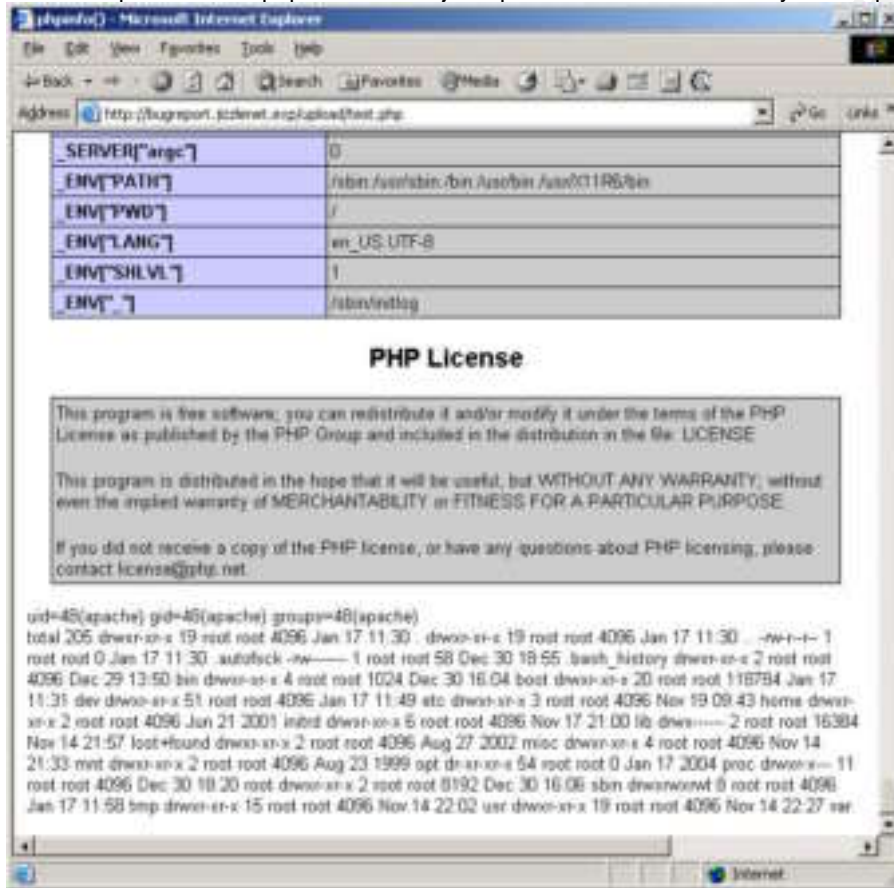 phpinfo() - Microsoft Internet Explorer
File Edit View Favorites Tools Help
Back Search Favorites Media
Address Go Links
_SERVER["argc"] 0
_ENV["PATH"] /sbin:/usr/sbin:/bin:/usr/bin:/usr/X11R6/bin
_ENV["PWD"] /
_ENV["LANG"] en_US.UTF-8
_ENV["SHLVL"] 1
_ENV["_"] /sbin/initlog
PHP License
This program is free software; you can redistribute it and/or modify it under the terms of the PHP
License as published by the PHP Group and included in the distribution in the file: LICENSE
This program is distributed in the hope that it will be useful, but WITHOUT ANY WARRANTY; without
even the implied warranty of MERCHANTABILITY or FITNESS FOR A PARTICULAR PURPOSE.
If you did not receive a copy of the PHP license, or have any questions about PHP licensing, please
contact license@php.net.
uid=48(apache) gid=48(apache) groups=48(apache)
total 205 drwxr-xr-x 19 root root 4096 Jan 17 11:30 . drwxr-xr-x 19 root root 4096 Jan 17 11:30 .. -rw-r--r-- 1
root root 0 Jan 17 11:30 .autofsck -rw------- 1 root root 58 Dec 30 18:55 .bash_history drwxr-xr-x 2 root root
4096 Dec 29 13:50 bin drwxr-xr-x 4 root root 1024 Dec 30 16:04 boot drwxr-xr-x 20 root root 118784 Jan 17
11:31 dev drwxr-xr-x 51 root root 4096 Jan 17 11:49 etc drwxr-xr-x 3 root root 4096 Nov 19 09:43 home drwxr-
xr-x 2 root root 4096 Jun 21 2001 initrd drwxr-xr-x 6 root root 4096 Nov 17 21:00 lib drwx------ 2 root root 16384
Nov 14 21:57 lost+found drwxr-xr-x 2 root root 4096 Aug 27 2002 misc drwxr-xr-x 4 root root 4096 Nov 14
21:33 mnt drwxr-xr-x 2 root root 4096 Aug 23 1999 opt dr-xr-xr-x 54 root root 0 Jan 17 2004 proc drwxr-x--- 11
root root 4096 Dec 30 18:20 root drwxr-xr-x 2 root root 8192 Dec 30 16:06 sbin drwxrwxrwt 8 root root 4096
Jan 17 11:58 tmp drwxr-xr-x 15 root root 4096 Nov 14 22:02 usr drwxr-xr-x 19 root root 4096 Nov 14 22:27 var
Internet